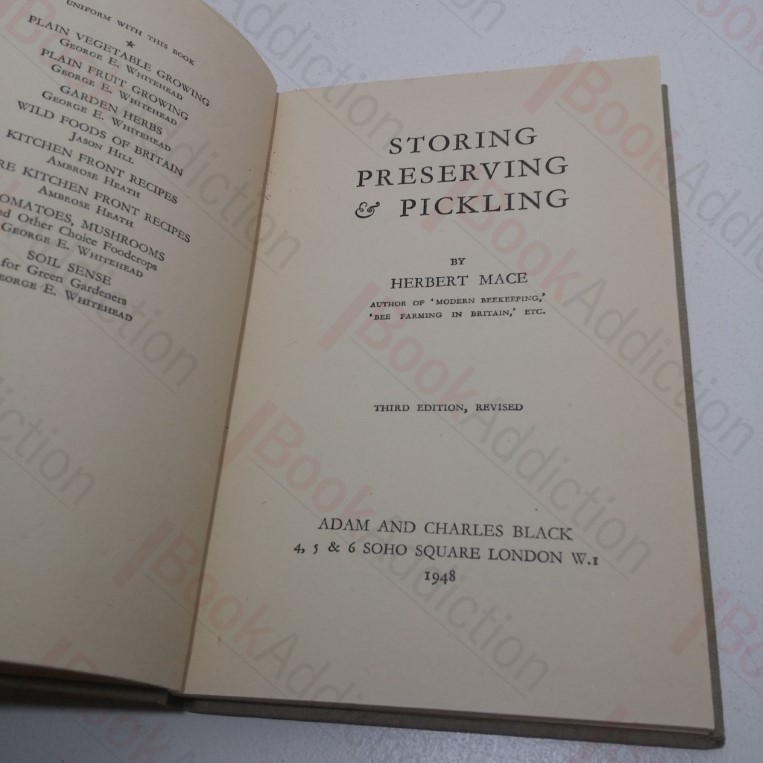 UNIFORM WITH THIS BOOK
PLAIN VEGETABLE GROWING
GEORGE E. WHITEHEAD
PLAIN FRUIT GROWING
GEORGE E. WHITEHEAD
GARDEN HERBS
GEORGE E. WHITEHEAD
WILD FOODS OF BRITAIN
JASON HILL
KITCHEN FRONT RECIPES
AMBROSE HEATH
KITCHEN FRONT RECIPES
AMBROSE HEATH
MUSHROOMS
Other Choice Foodcrops
GEORGE E. WHITEHEAD
SOIL SENSE
for Green Gardeners
E. WHITEHEAD
STORING
PRESERVING
& PICKLING
BY
HERBERT MACE
AUTHOR OF 'MODERN BEEKEEPING,'
'BEE FARMING IN BRITAIN,' ETC.
THIRD EDITION, REVISED
ADAM AND CHARLES BLACK
4, 5 & 6 SOHO SQUARE LONDON W.1
1948
BookAddiction